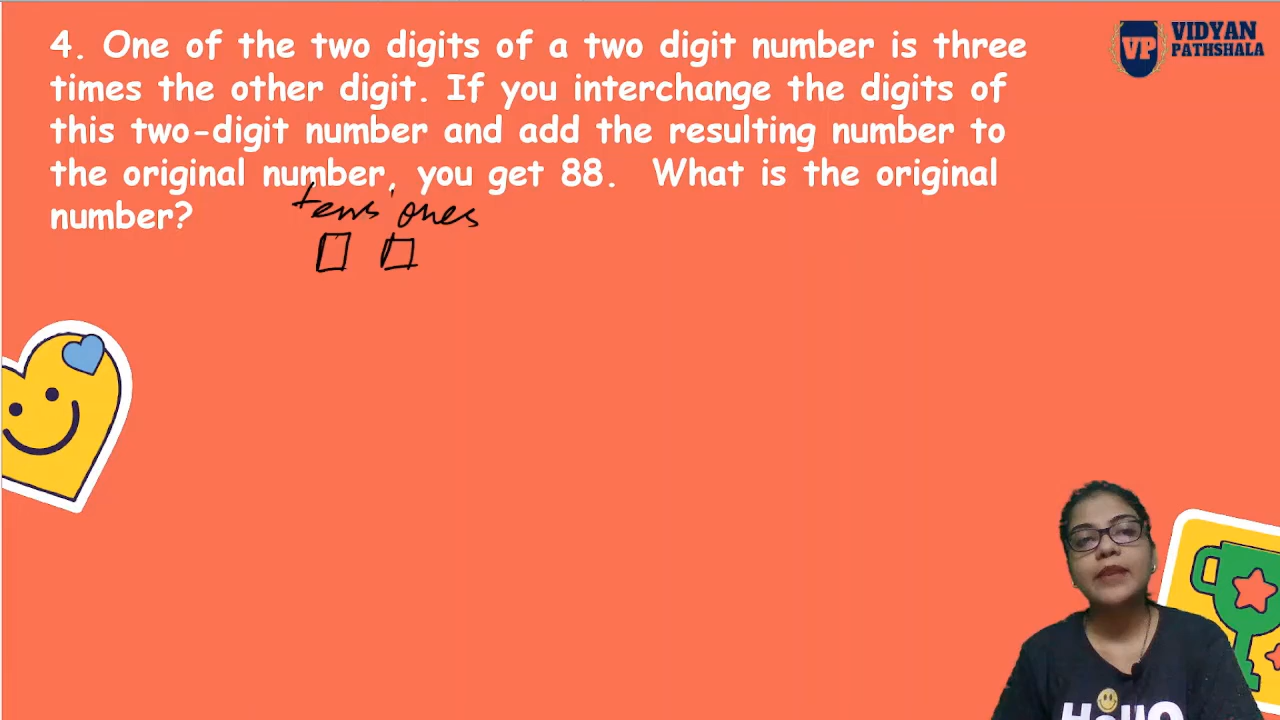 4. One of the two digits of a two digit number is three
times the other digit. If you interchange the digits of
this two-digit number and add the resulting number to
the original number, you get 88. What is the original
number?
tens ones
VP
VIDYAN
PATHSHALA
HeLLO